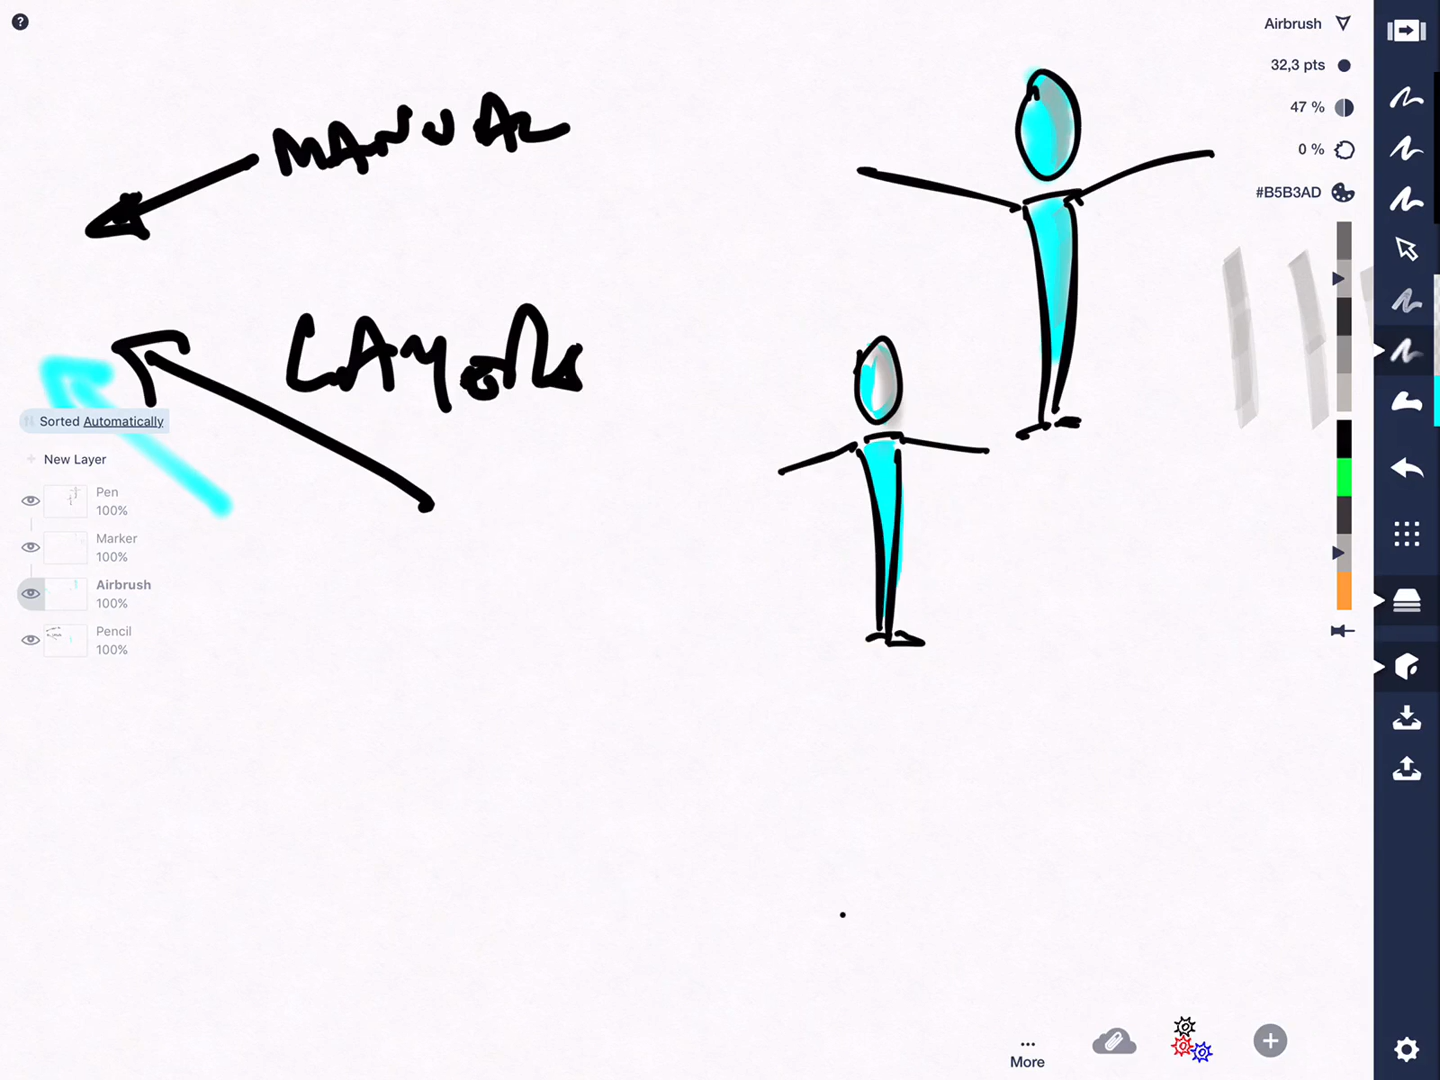 ?
MANUAL
LAYERS
Sorted Automatically
+ New Layer
Pen
100%
Marker
100%
Airbrush
100%
Pencil
100%
Airbrush
32,3 pts
47 %
0 %
#B5B3AD
... More